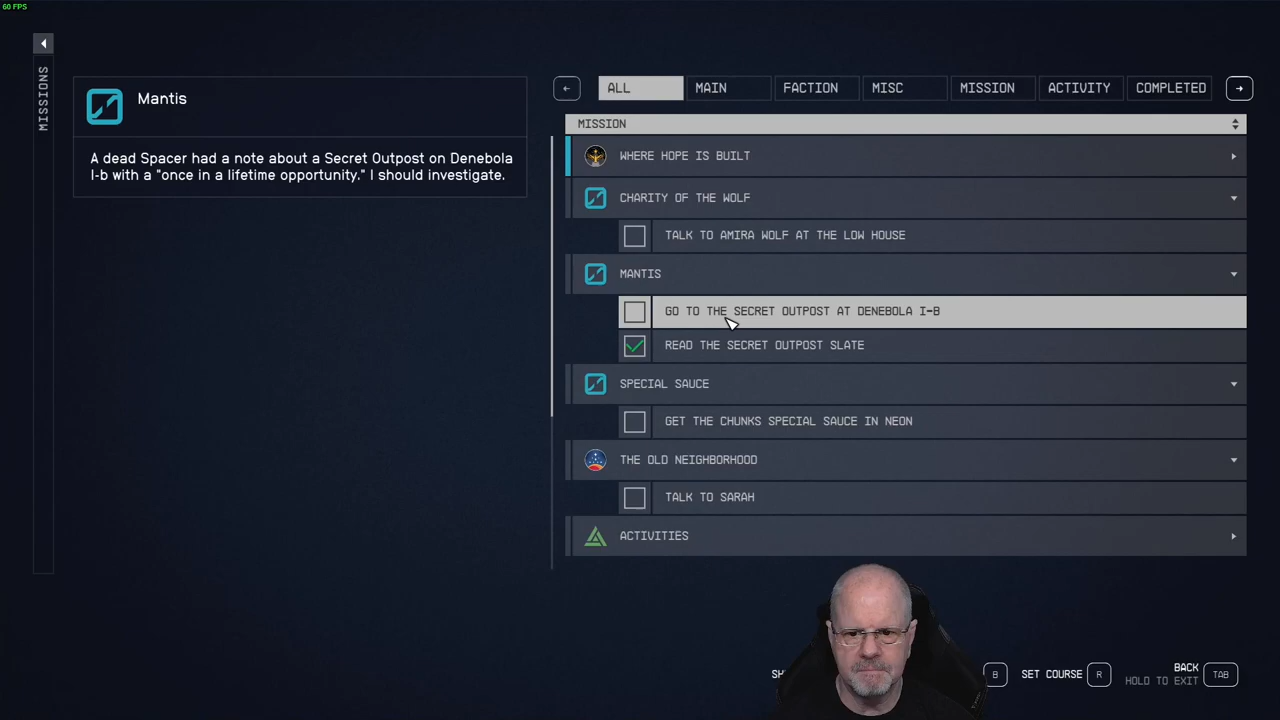 60 FPS
MISSIONS
Mantis
A dead Spacer had a note about a Secret Outpost on Denebola
I-b with a "once in a lifetime opportunity." I should investigate.
ALL MAIN FACTION MISC MISSION ACTIVITY COMPLETED
MISSION
WHERE HOPE IS BUILT
CHARITY OF THE WOLF
TALK TO AMIRA WOLF AT THE LOW HOUSE
MANTIS
GO TO THE SECRET OUTPOST AT DENEBOLA I-B
READ THE SECRET OUTPOST SLATE
SPECIAL SAUCE
GET THE CHUNKS SPECIAL SAUCE IN NEON
THE OLD NEIGHBORHOOD
TALK TO SARAH
ACTIVITIES
B SET COURSE R BACK
HOLD TO EXIT TAB